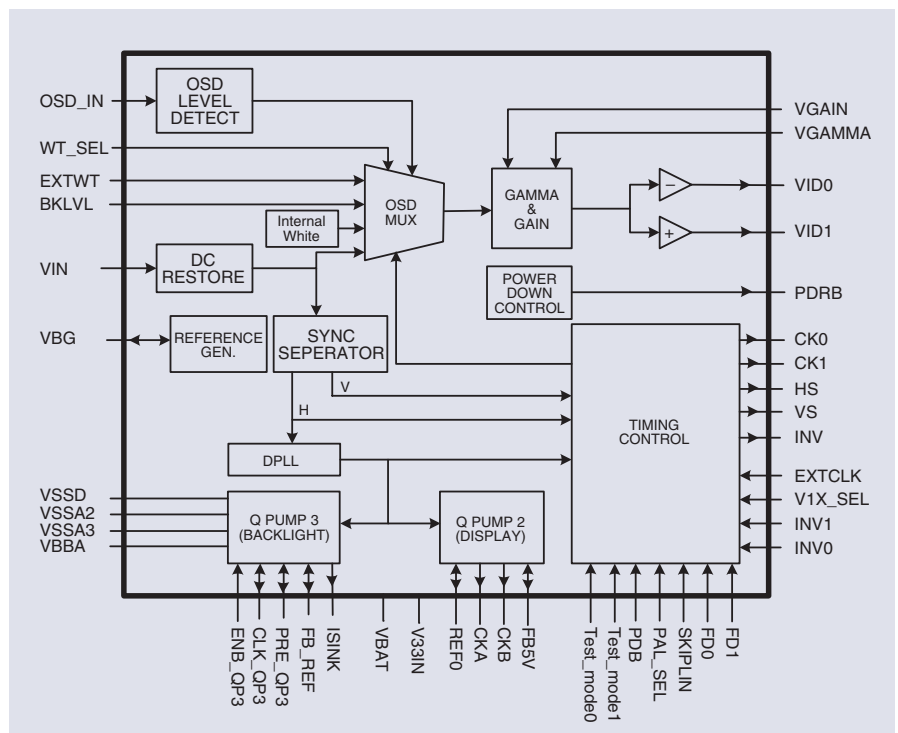 OSD_IN
WT_SEL
EXTWT
BKLVL
VIN
VBG
VSSD
VSSA2
VSSA3
VBBA
OSD
LEVEL
DETECT
OSD
MUX
Internal
White
DC
RESTORE
REFERENCE
GEN.
SYNC
SEPERATOR
V
H
DPLL
Q PUMP 3
(BACKLIGHT)
Q PUMP 2
(DISPLAY)
GAMMA
&
GAIN
−
+
POWER
DOWN
CONTROL
TIMING
CONTROL
VGAIN
VGAMMA
VID0
VID1
PDRB
CK0
CK1
HS
VS
INV
EXTCLK
V1X_SEL
INV1
INV0
ENB_QP3
CLK_QP3
PRE_QP3
FB_REF
ISINK
VBAT
V33IN
REF0
CKA
CKB
FB5V
Test_mode0
Test_mode1
PDB
PAL_SEL
SKIPLIN
FD0
FD1